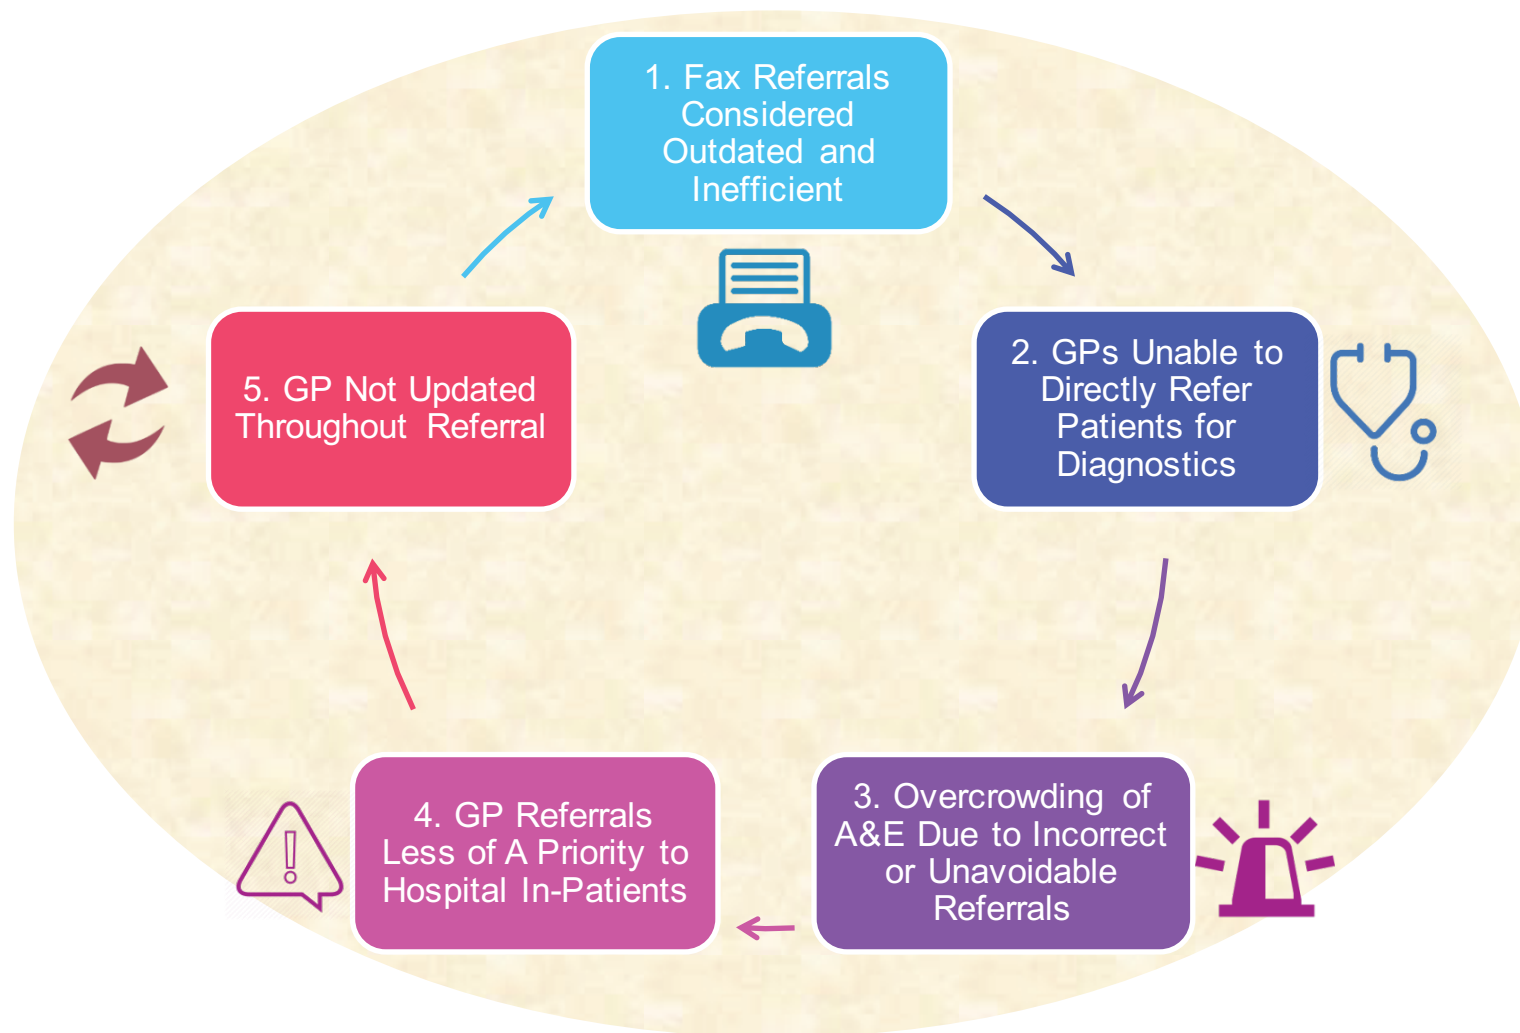 1. Fax Referrals
Considered
Outdated and
Inefficient
2. GPs Unable to
Directly Refer
Patients for
Diagnostics
3. Overcrowding of
A&E Due to Incorrect
or Unavoidable
Referrals
4. GP Referrals
Less of A Priority to
Hospital In-Patients
5. GP Not Updated
Throughout Referral